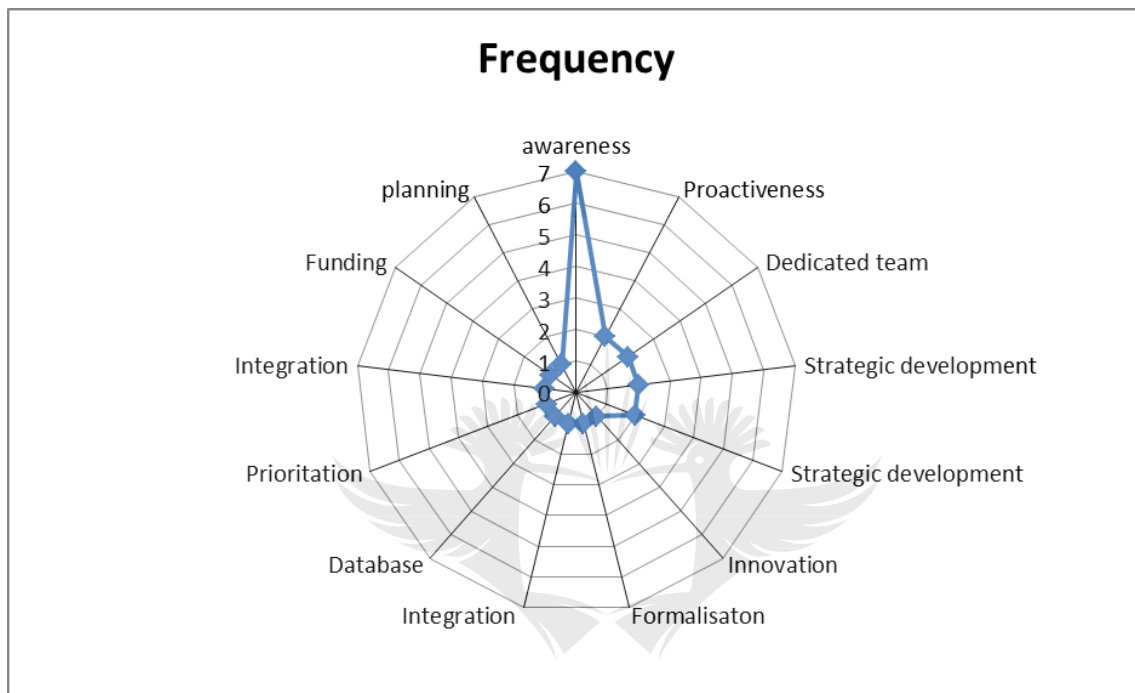 Frequency
awareness
Proactiveness
Dedicated team
Strategic development
Strategic development
Innovation
Formalisaton
Integration
Database
Prioritation
Integration
Funding
planning
7
6
5
4
3
2
1
0